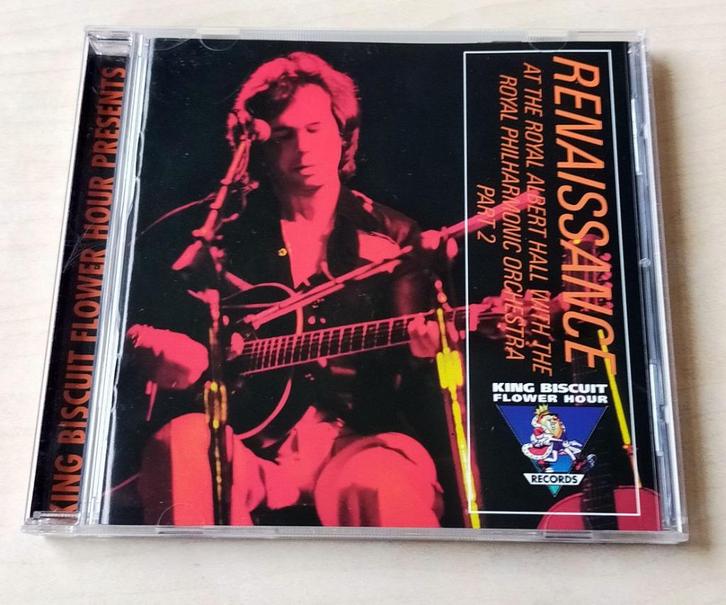 KING BISCUIT FLOWER HOUR PRESENTS
RENAISSANCE
AT THE ROYAL ALBERT HALL WITH THE
ROYAL PHILHARMONIC ORCHESTRA
PART 2
KING BISCUIT
FLOWER HOUR
RECORDS